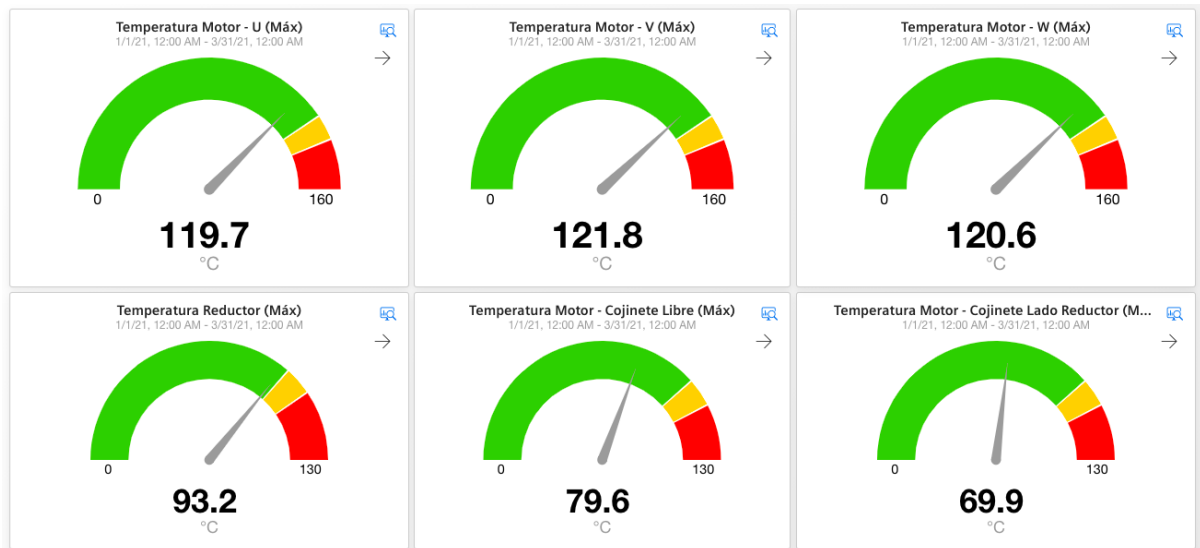 Temperatura Motor - U (Máx)
1/1/21, 12:00 AM - 3/31/21, 12:00 AM
0
160
119.7
°C
Temperatura Motor - V (Máx)
1/1/21, 12:00 AM - 3/31/21, 12:00 AM
0
160
121.8
°C
Temperatura Motor - W (Máx)
1/1/21, 12:00 AM - 3/31/21, 12:00 AM
0
160
120.6
°C
Temperatura Reductor (Máx)
1/1/21, 12:00 AM - 3/31/21, 12:00 AM
0
130
93.2
°C
Temperatura Motor - Cojinete Libre (Máx)
1/1/21, 12:00 AM - 3/31/21, 12:00 AM
0
130
79.6
°C
Temperatura Motor - Cojinete Lado Reductor (M...
1/1/21, 12:00 AM - 3/31/21, 12:00 AM
0
130
69.9
°C